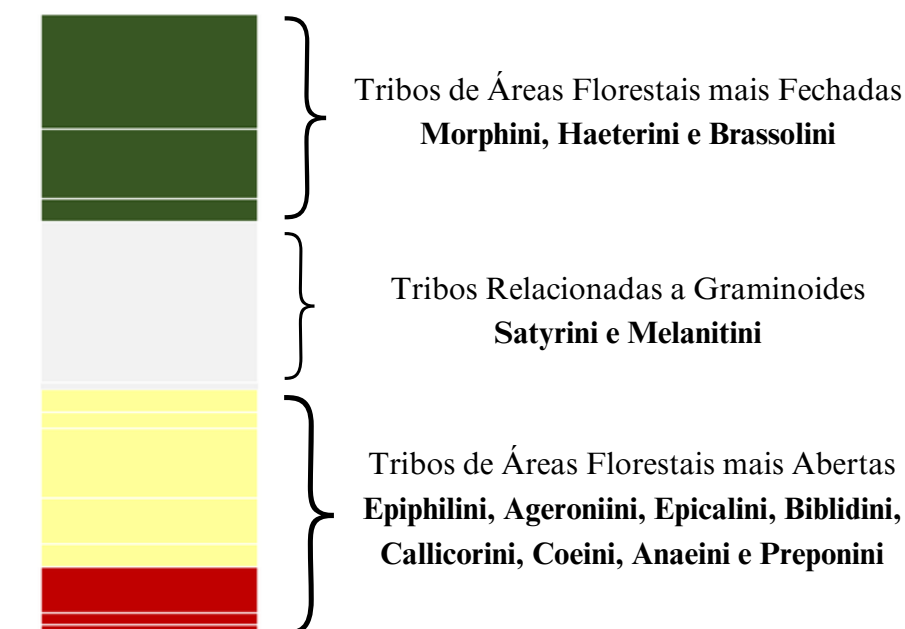 Tribos de Áreas Florestais mais Fechadas
Morphini, Haeterini e Brassolini
Tribos Relacionadas a Graminoides
Satyrini e Melanitini
Tribos de Áreas Florestais mais Abertas
Epiphilini, Ageroniini, Epicalini, Biblidini,
Callicorini, Coeini, Anaeini e Preponini